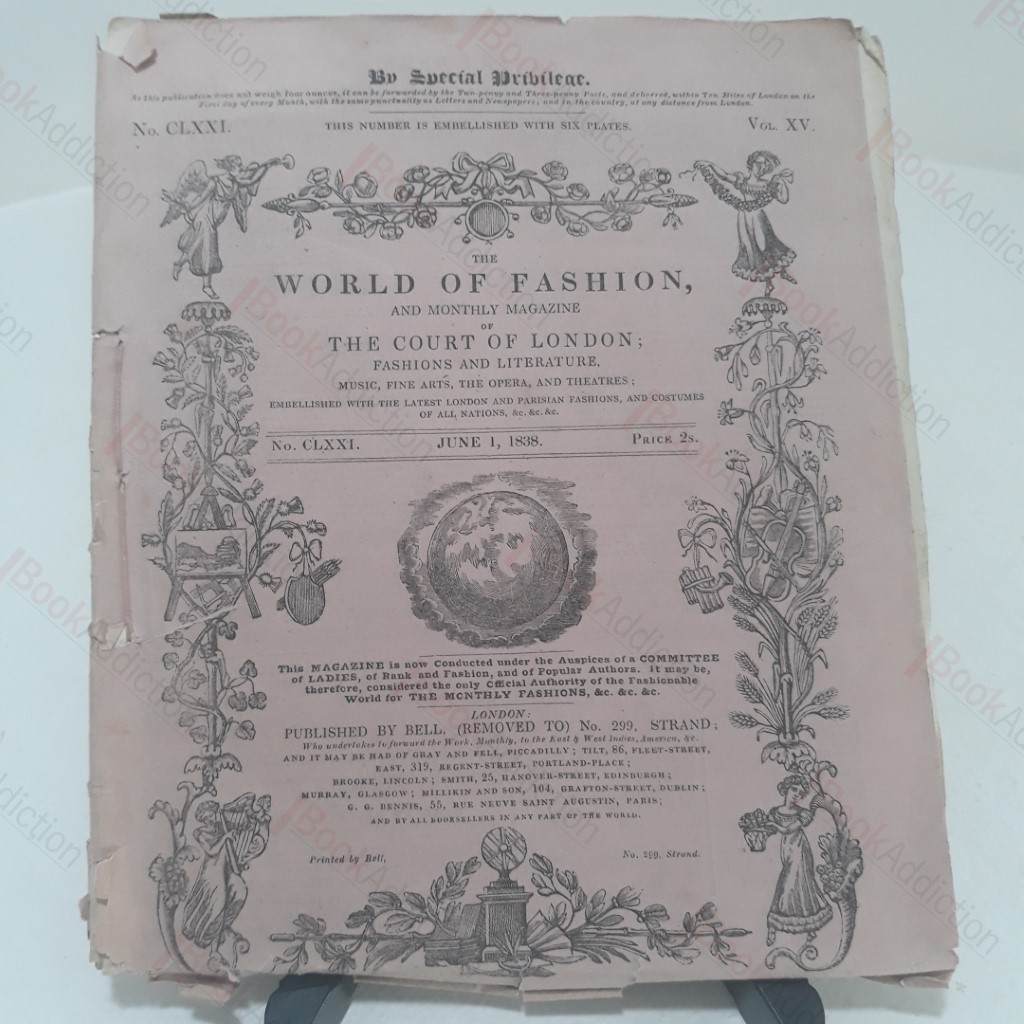 By Special Privilege.
As this publication does not weigh four ounces, it can be forwarded by the Two-penny and Three-penny Posts, and delivered, within Ten Miles of London on the
First day of every Month, with the same punctuality as Letters and Newspapers; and in the country, at any distance from London.
No. CLXXI. THIS NUMBER IS EMBELLISHED WITH SIX PLATES. VOL. XV.
THE
WORLD OF FASHION,
AND MONTHLY MAGAZINE
OF
THE COURT OF LONDON;
FASHIONS AND LITERATURE,
MUSIC, FINE ARTS, THE OPERA, AND THEATRES;
EMBELLISHED WITH THE LATEST LONDON AND PARISIAN FASHIONS, AND COSTUMES
OF ALL NATIONS, &c. &c. &c.
No. CLXXI. JUNE 1, 1838. PRICE 2s.
This MAGAZINE is now Conducted under the Auspices of a COMMITTEE
of LADIES, of Rank and Fashion, and of Popular Authors. It may be,
therefore, considered the only Official Authority of the Fashionable
World for THE MONTHLY FASHIONS, &c. &c. &c.
LONDON:
PUBLISHED BY BELL, (REMOVED TO) No. 299, STRAND;
Who undertakes to forward the Work, Monthly, to the East & West Indies, America, &c.
AND IT MAY BE HAD OF GRAY AND FELL, PICCADILLY; TILT, 86, FLEET-STREET,
EAST, 319, REGENT-STREET, PORTLAND-PLACE;
BROOKE, LINCOLN; SMITH, 25, HANOVER-STREET, EDINBURGH;
MURRAY, GLASGOW; MILLIKIN AND SON, 104, GRAFTON-STREET, DUBLIN;
G. G. BENNIS, 55, RUE NEUVE SAINT AUGUSTIN, PARIS;
AND BY ALL BOOKSELLERS IN ANY PART OF THE WORLD.
Printed by Bell, No. 299, Strand.
BookAddiction